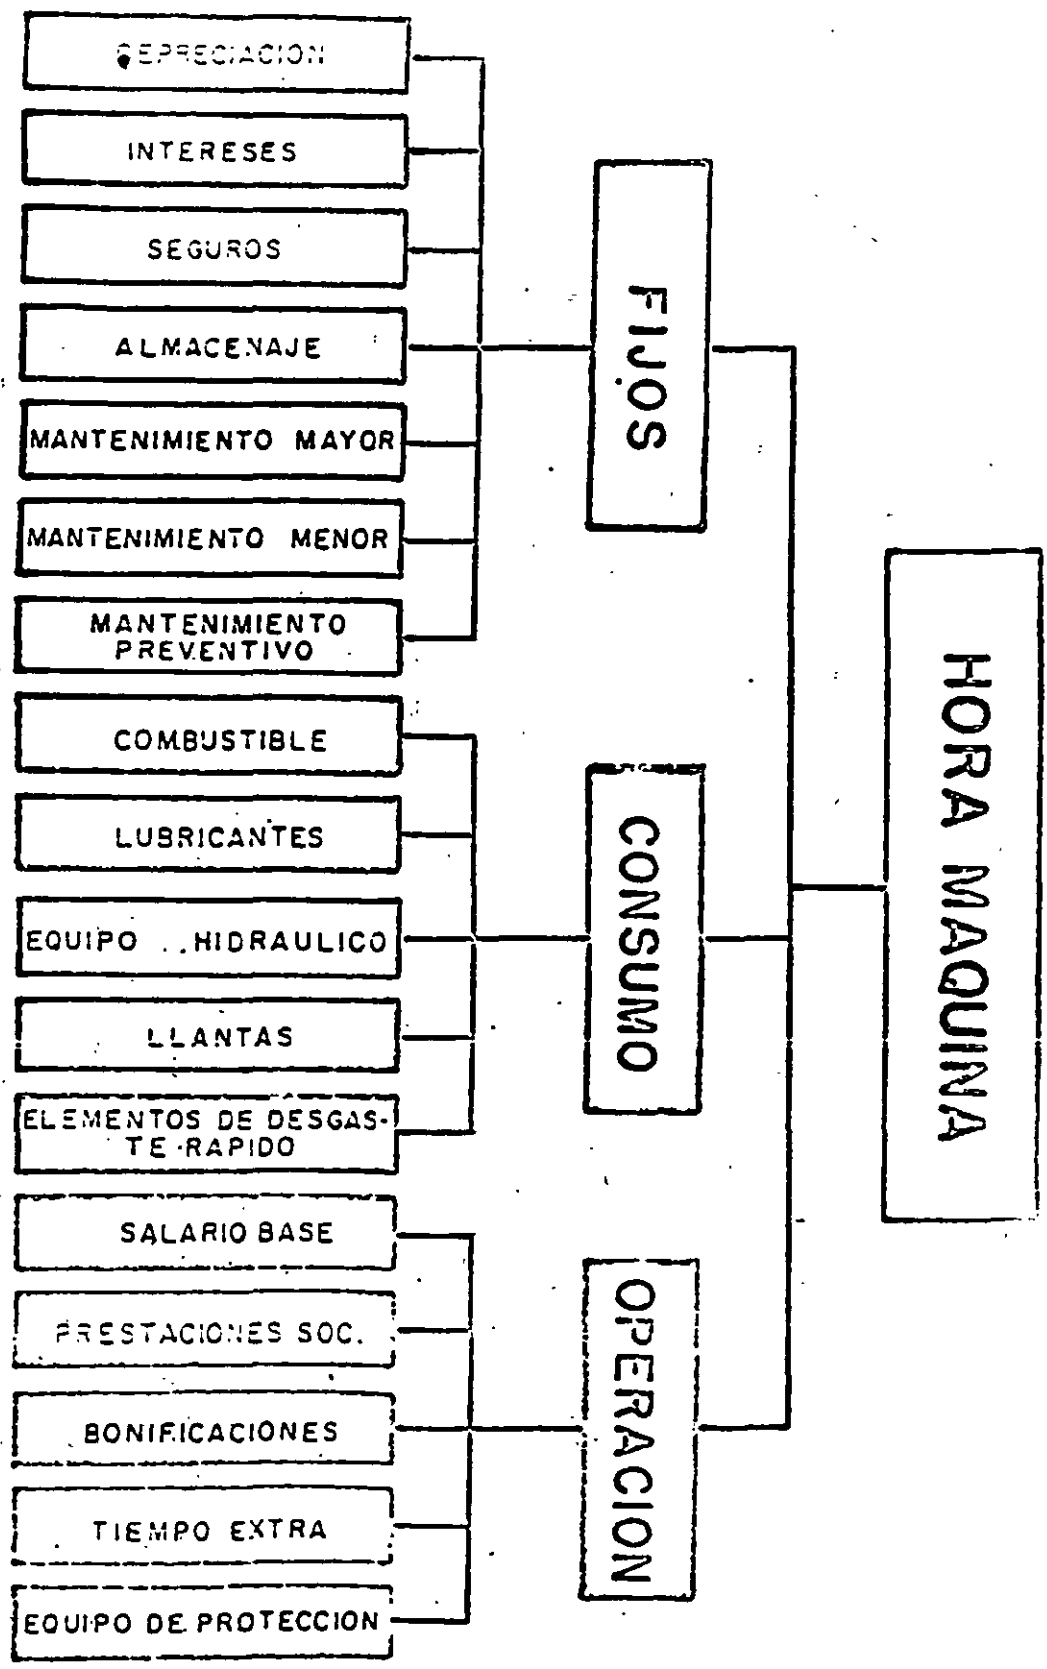 HORA MAQUINA
FIJOS
DEPRECIACION
INTERESES
SEGUROS
ALMACENAJE
MANTENIMIENTO MAYOR
MANTENIMIENTO MENOR
MANTENIMIENTO
PREVENTIVO
CONSUMO
COMBUSTIBLE
LUBRICANTES
EQUIPO HIDRAULICO
LLANTAS
ELEMENTOS DE DESGAS-
TE RAPIDO
OPERACION
SALARIO BASE
PRESTACIONES SOC.
BONIFICACIONES
TIEMPO EXTRA
EQUIPO DE PROTECCION